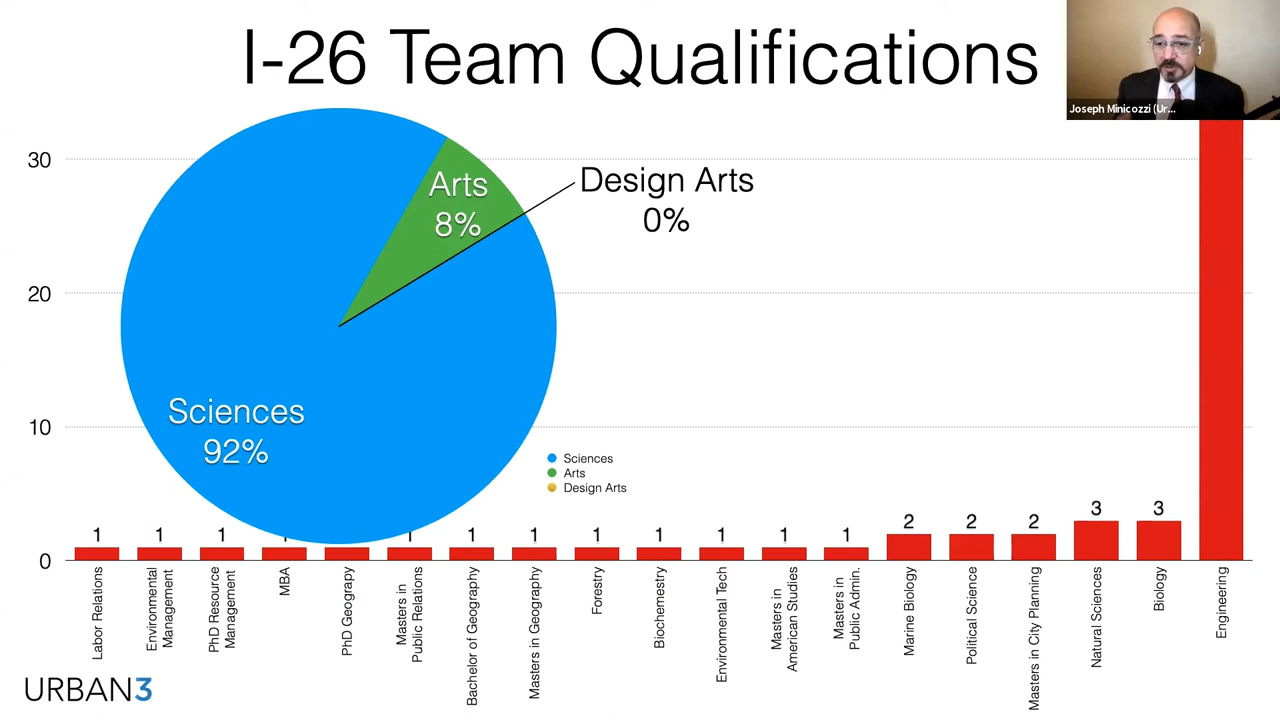 I-26 Team Qualifications
Joseph Minicozzi (Ur...
30
20
10
0
Arts
8%
Design Arts
0%
Sciences
92%
Sciences
Arts
Design Arts
1
1
1
1
1
1
1
1
1
1
2
2
2
3
3
Labor Relations
Environmental
Management
PhD Resource
Management
MBA
PhD Geograpy
Masters in
Public Relations
Bachelor of Geography
Masters in Geography
Forestry
Biochemestry
Environmental Tech
Masters in
American Studies
Masters in
Public Admin.
Marine Biology
Political Science
Masters in City Planning
Natural Sciences
Biology
Engineering
URBAN3